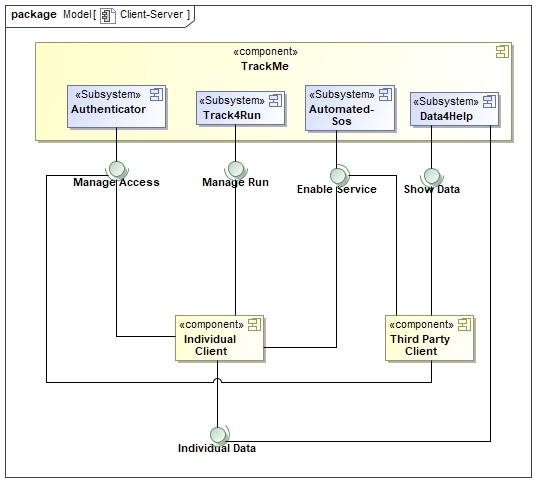 package Model[ Client-Server ]
«component»
TrackMe
«Subsystem»
Authenticator
«Subsystem»
Track4Run
«Subsystem»
Automated-
Sos
«Subsystem»
Data4Help
Manage Access
Manage Run
Enable Service
Show Data
«component»
Individual
Client
«component»
Third Party
Client
Individual Data